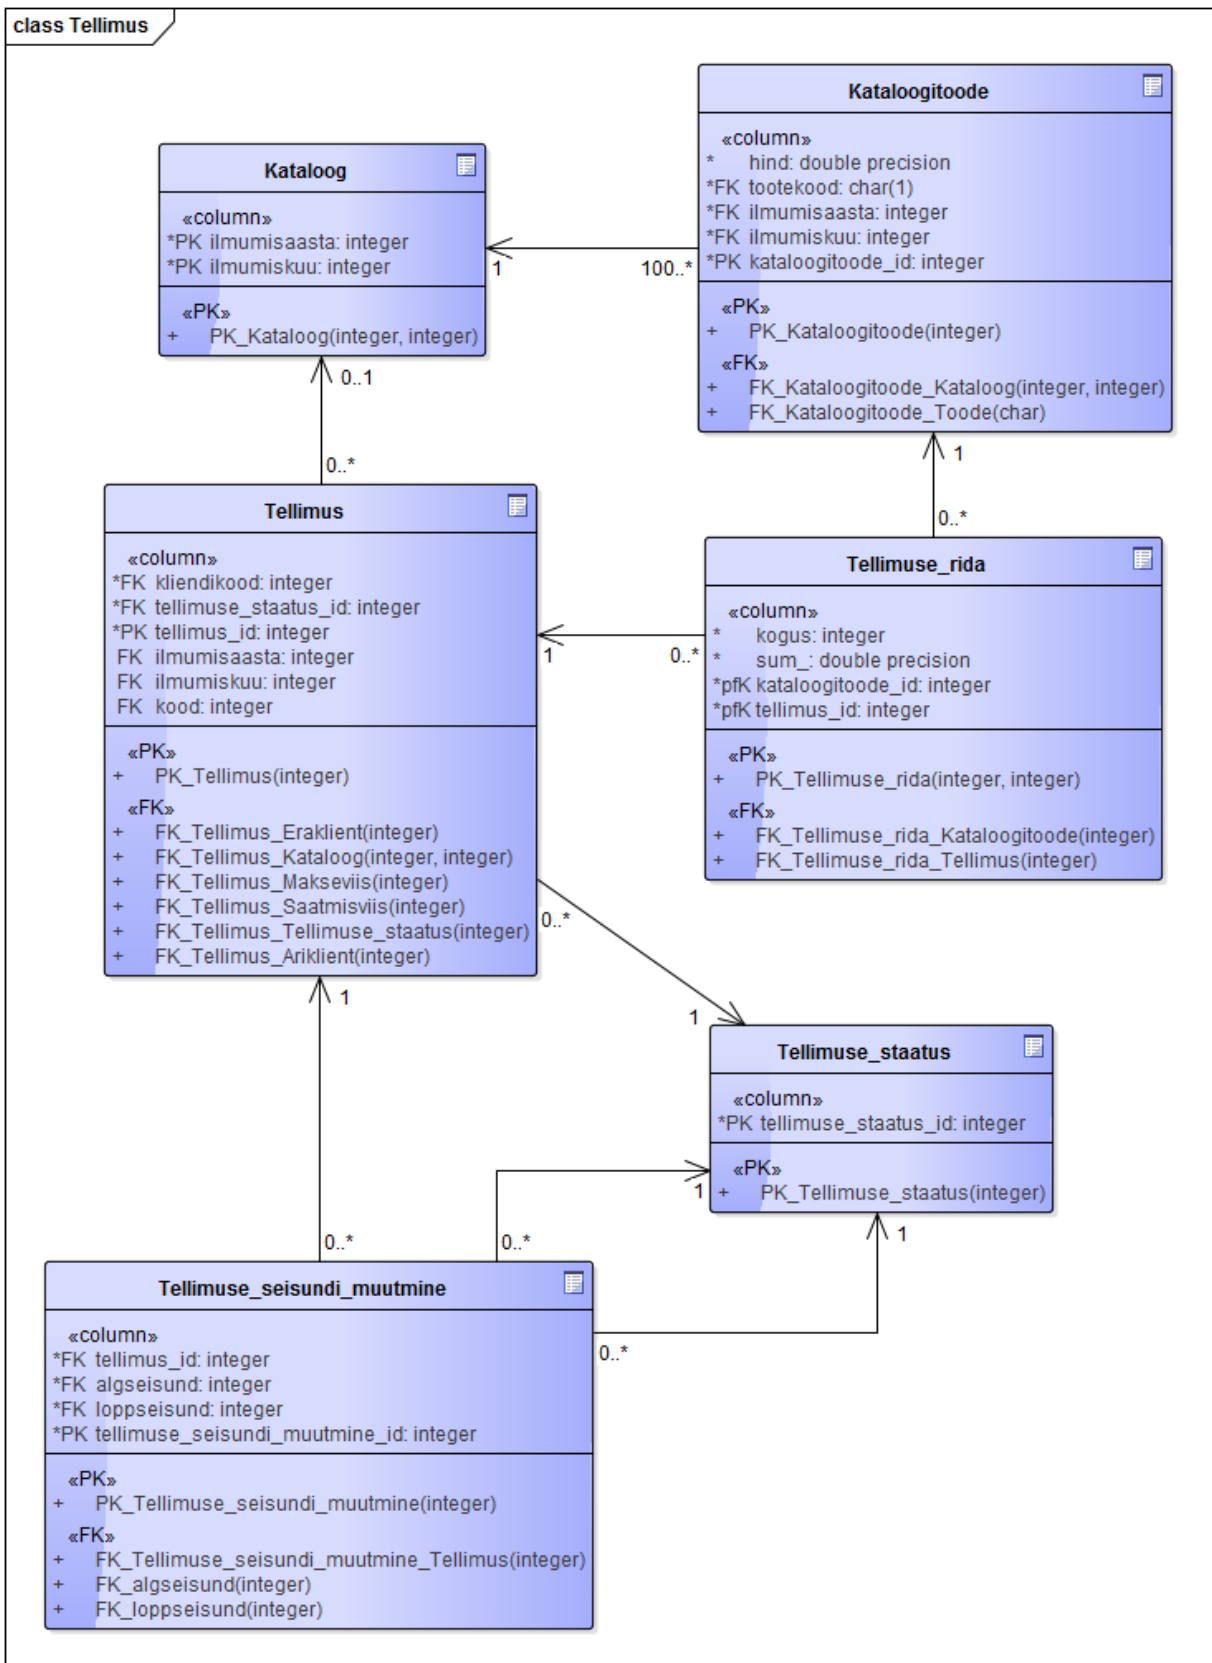 class Tellimus
Kataloogitoode
«column»
* hind: double precision
*FK tootekood: char(1)
*FK ilmumisaasta: integer
*FK ilmumiskuu: integer
*PK kataloogitoode_id: integer
«PK»
+ PK_Kataloogitoode(integer)
«FK»
+ FK_Kataloogitoode_Kataloog(integer, integer)
+ FK_Kataloogitoode_Toode(char)
Kataloog
«column»
*PK ilmumisaasta: integer
*PK ilmumiskuu: integer
«PK»
+ PK_Kataloog(integer, integer)
1
100..*
0..1
0..*
1
0..*
Tellimus
«column»
*FK kliendikood: integer
*FK tellimuse_staatus_id: integer
*PK tellimus_id: integer
FK ilmumisaasta: integer
FK ilmumiskuu: integer
FK kood: integer
«PK»
+ PK_Tellimus(integer)
«FK»
+ FK_Tellimus_Eraklient(integer)
+ FK_Tellimus_Kataloog(integer, integer)
+ FK_Tellimus_Makseviis(integer)
+ FK_Tellimus_Saatmisviis(integer)
+ FK_Tellimus_Tellimuse_staatus(integer)
+ FK_Tellimus_Ariklient(integer)
1
0..*
Tellimuse_rida
«column»
* kogus: integer
* sum_: double precision
*pfK kataloogitoode_id: integer
*pfK tellimus_id: integer
«PK»
+ PK_Tellimuse_rida(integer, integer)
«FK»
+ FK_Tellimuse_rida_Kataloogitoode(integer)
+ FK_Tellimuse_rida_Tellimus(integer)
0..*
1
1
Tellimuse_staatus
«column»
*PK tellimuse_staatus_id: integer
«PK»
+ PK_Tellimuse_staatus(integer)
1
1
0..*
0..*
0..*
Tellimuse_seisundi_muutmine
«column»
*FK tellimus_id: integer
*FK algseisund: integer
*FK loppseisund: integer
*PK tellimuse_seisundi_muutmine_id: integer
«PK»
+ PK_Tellimuse_seisundi_muutmine(integer)
«FK»
+ FK_Tellimuse_seisundi_muutmine_Tellimus(integer)
+ FK_algseisund(integer)
+ FK_loppseisund(integer)